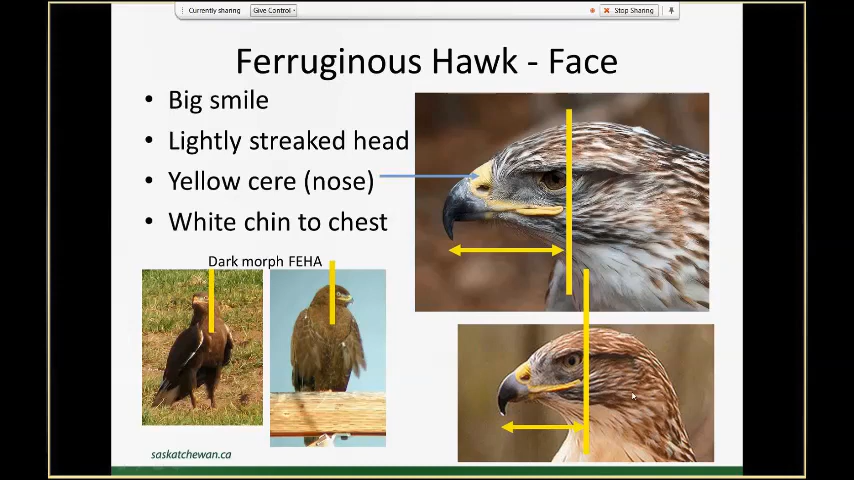 Currently sharing
Give Control
Stop Sharing
Ferruginous Hawk - Face
• Big smile
• Lightly streaked head
• Yellow cere (nose)
• White chin to chest
Dark morph FEHA
saskatchewan.ca